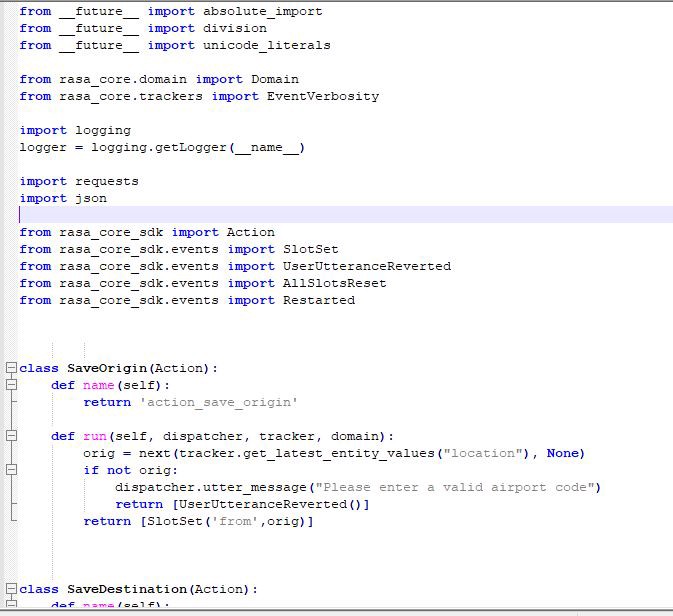 from __future__ import absolute_import
from __future__ import division
from __future__ import unicode_literals
from rasa_core.domain import Domain
from rasa_core.trackers import EventVerbosity
import logging
logger = logging.getLogger(__name__)
import requests
import json
from rasa_core_sdk import Action
from rasa_core_sdk.events import SlotSet
from rasa_core_sdk.events import UserUtteranceReverted
from rasa_core_sdk.events import AllSlotsReset
from rasa_core_sdk.events import Restarted
class SaveOrigin(Action):
def name(self):
return 'action_save_origin'
def run(self, dispatcher, tracker, domain):
orig = next(tracker.get_latest_entity_values("location"), None)
if not orig:
dispatcher.utter_message("Please enter a valid airport code")
return [UserUtteranceReverted()]
return [SlotSet('from',orig)]
class SaveDestination(Action):
def name(self):